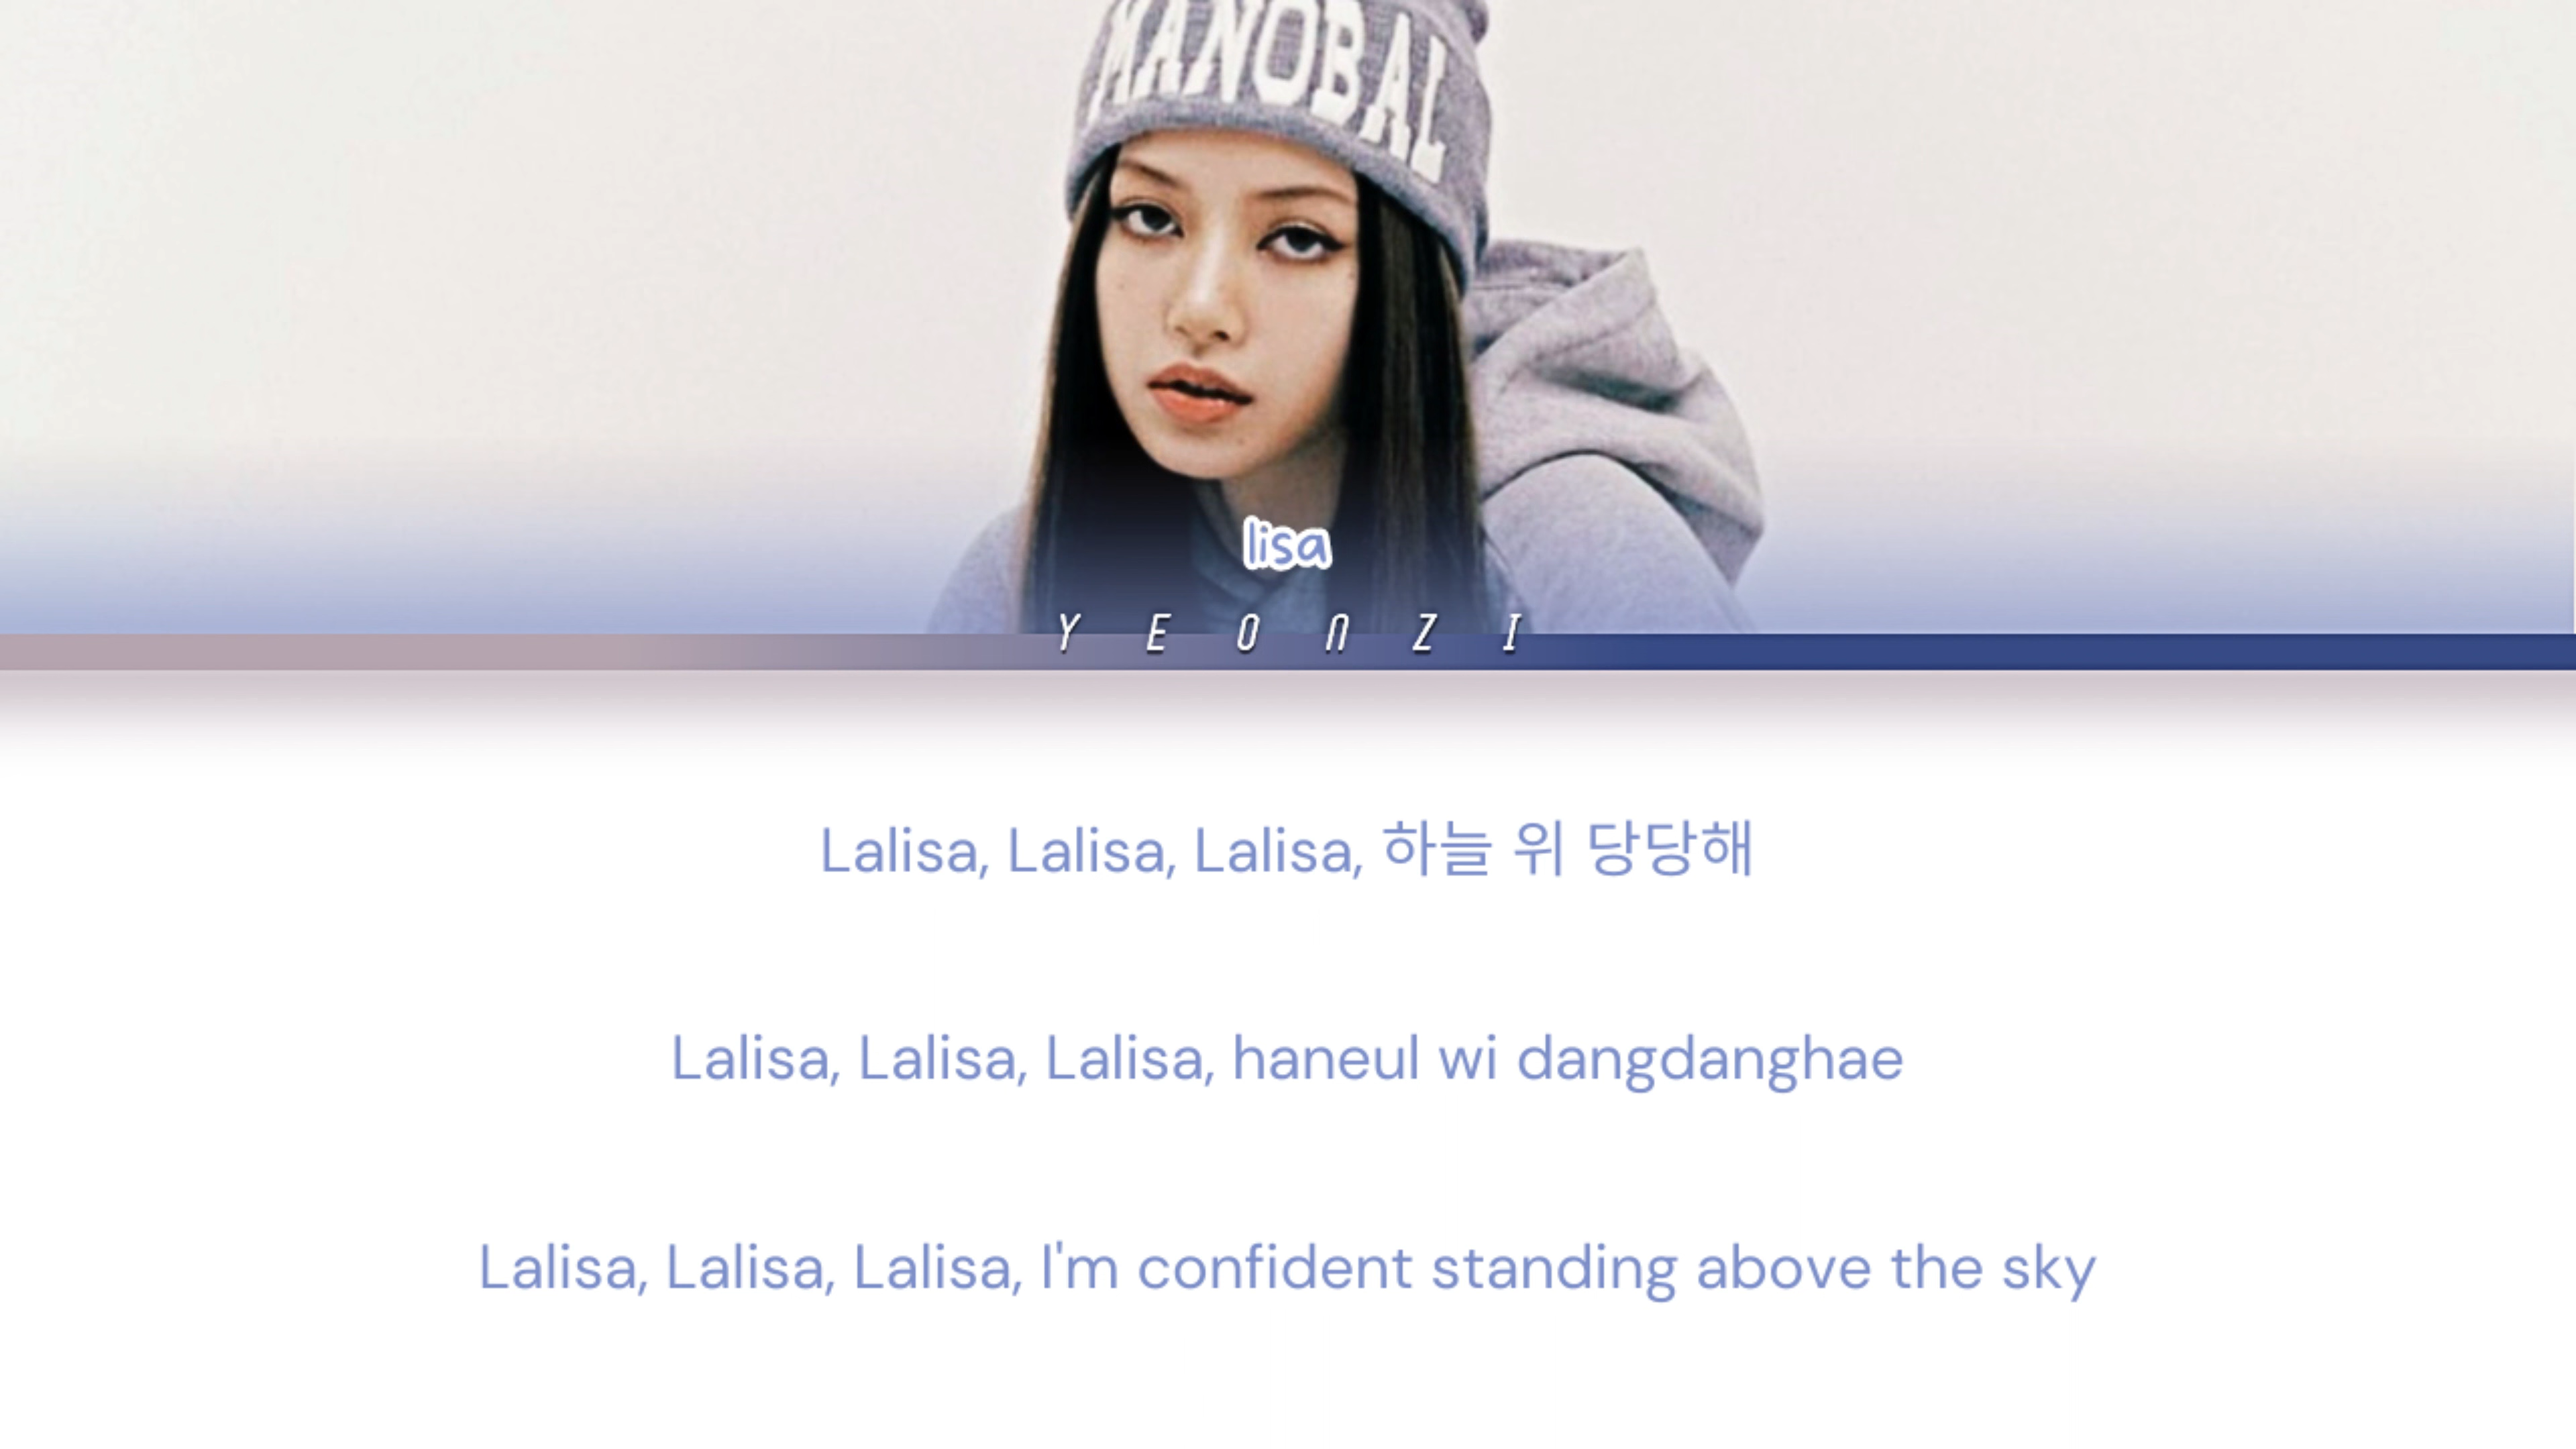 MANOBAL
lisa
YEONZI
Lalisa, Lalisa, Lalisa, 하늘 위 당당해
Lalisa, Lalisa, Lalisa, haneul wi dangdanghae
Lalisa, Lalisa, Lalisa, I'm confident standing above the sky